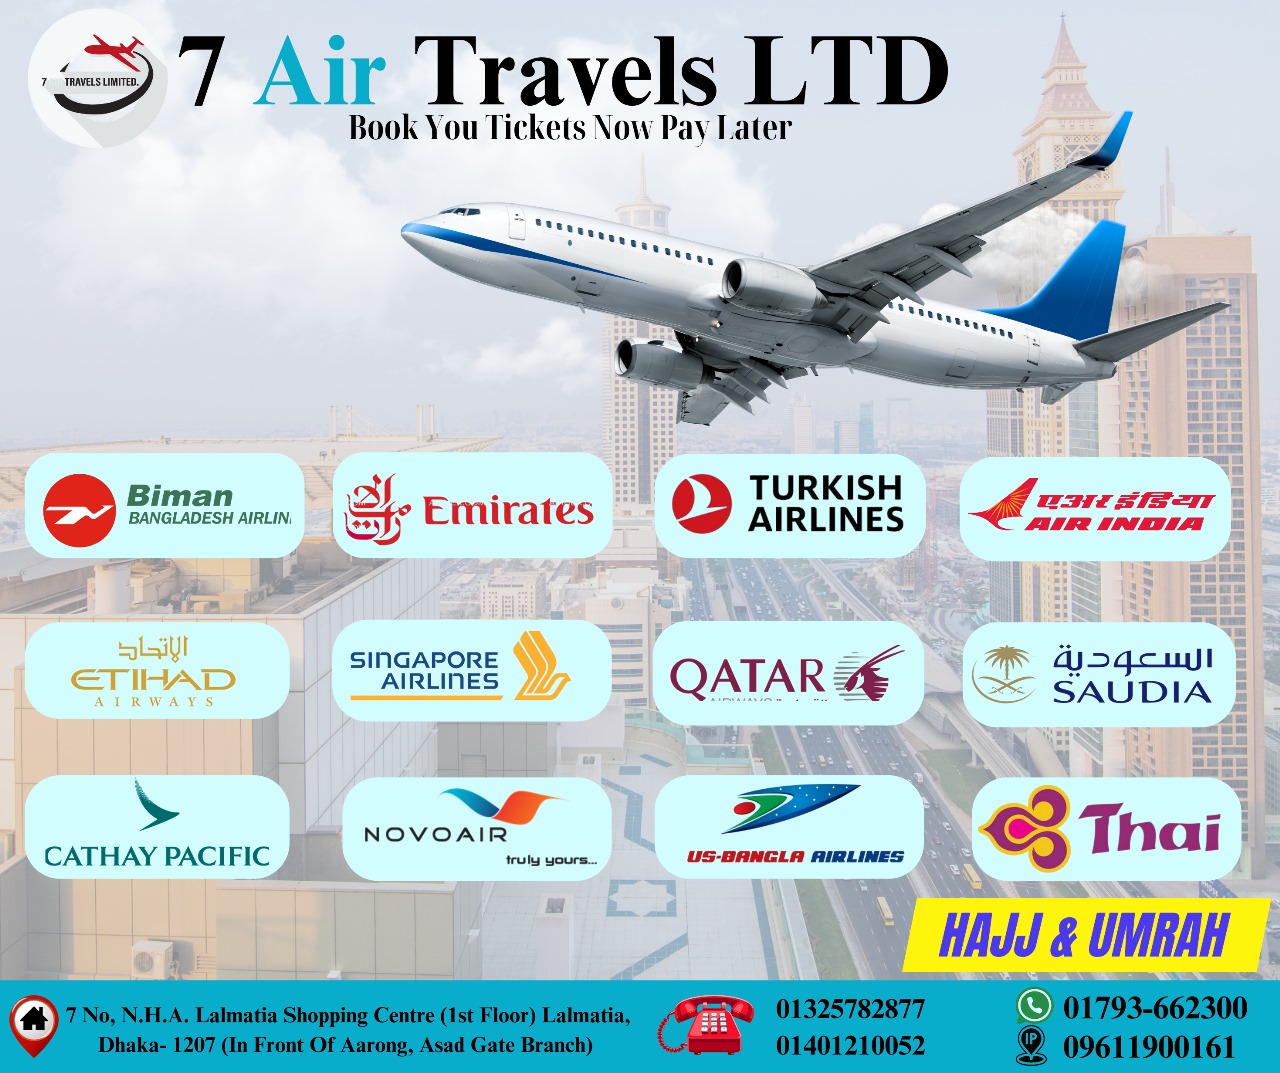 7 Air Travels LTD
Book You Tickets Now Pay Later
7 TRAVELS LIMITED.
Biman
BANGLADESH AIRLIN
Emirates
TURKISH
AIRLINES
एअर इंडिया
AIR INDIA
الإتحاد
ETIHAD
AIRWAYS
SINGAPORE
AIRLINES
QATAR
السعودية
SAUDIA
CATHAY PACIFIC
NOVOAIR
truly yours...
US-BANGLA AIRLINES
Thai
HAJJ & UMRAH
7 No, N.H.A. Lalmatia Shopping Centre (1st Floor) Lalmatia,
Dhaka- 1207 (In Front Of Aarong, Asad Gate Branch)
01325782877
01401210052
01793-662300
IP
09611900161